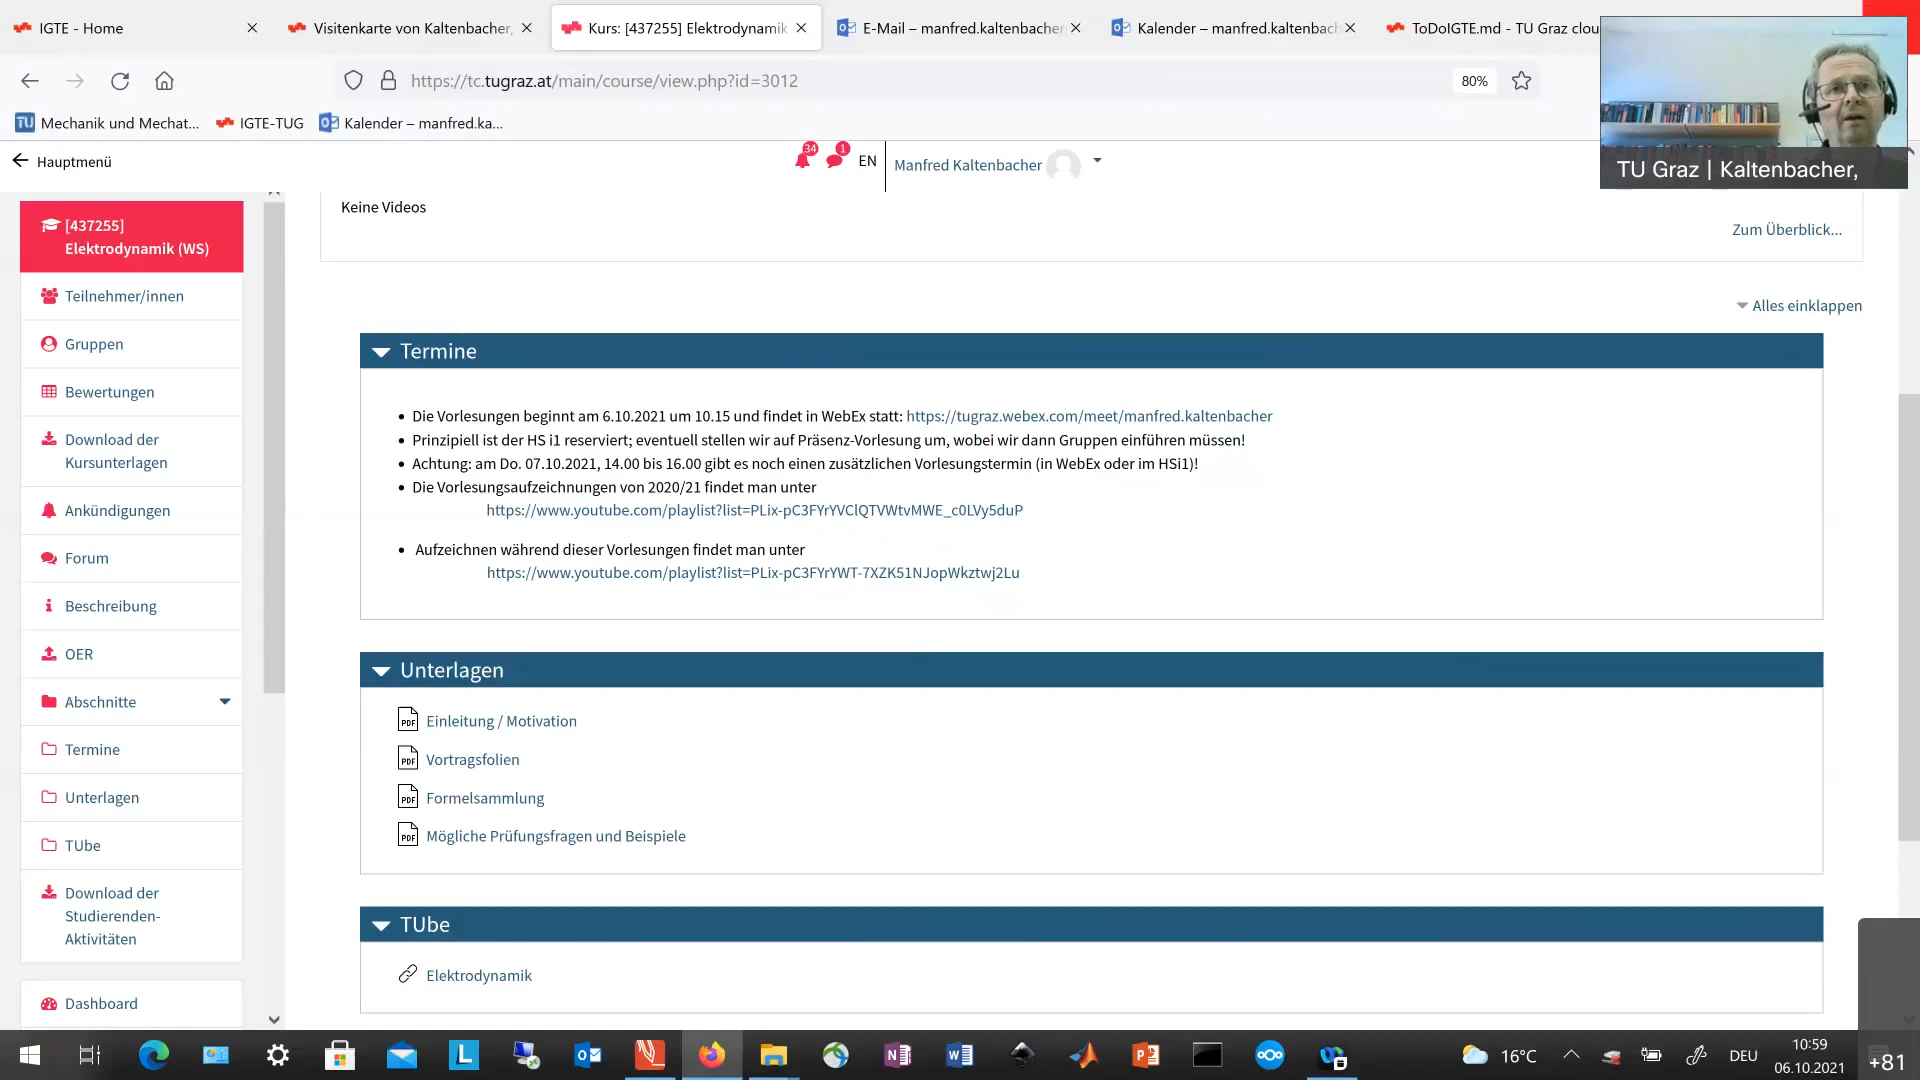 IGTE - Home
Visitenkarte von Kaltenbacher,
Kurs: [437255] Elektrodynamik
E-Mail – manfred.kaltenbacher
Kalender – manfred.kaltenbach
ToDoIGTE.md - TU Graz clou
https://tc.tugraz.at/main/course/view.php?id=3012
80%
Mechanik und Mechat...
IGTE-TUG
Kalender – manfred.ka...
TU Graz | Kaltenbacher,
Hauptmenü
34
1
EN
Manfred Kaltenbacher
[437255]
Elektrodynamik (WS)
Teilnehmer/innen
Gruppen
Bewertungen
Download der
Kursunterlagen
Ankündigungen
Forum
Beschreibung
OER
Abschnitte
Termine
Unterlagen
TUbe
Download der
Studierenden-
Aktivitäten
Dashboard
Keine Videos
Zum Überblick...
Alles einklappen
Termine
Die Vorlesungen beginnt am 6.10.2021 um 10.15 und findet in WebEx statt: https://tugraz.webex.com/meet/manfred.kaltenbacher
Prinzipiell ist der HS i1 reserviert; eventuell stellen wir auf Präsenz-Vorlesung um, wobei wir dann Gruppen einführen müssen!
Achtung: am Do. 07.10.2021, 14.00 bis 16.00 gibt es noch einen zusätzlichen Vorlesungstermin (in WebEx oder im HSi1)!
Die Vorlesungsaufzeichnungen von 2020/21 findet man unter
https://www.youtube.com/playlist?list=PLix-pC3FYrYVClQTVWtvMWE_c0LVy5duP
Aufzeichnen während dieser Vorlesungen findet man unter
https://www.youtube.com/playlist?list=PLix-pC3FYrYWT-7XZK51NJopWkztwj2Lu
Unterlagen
PDF Einleitung / Motivation
PDF Vortragsfolien
PDF Formelsammlung
PDF Mögliche Prüfungsfragen und Beispiele
TUbe
Elektrodynamik
16°C
DEU
10:59
06.10.2021
+81